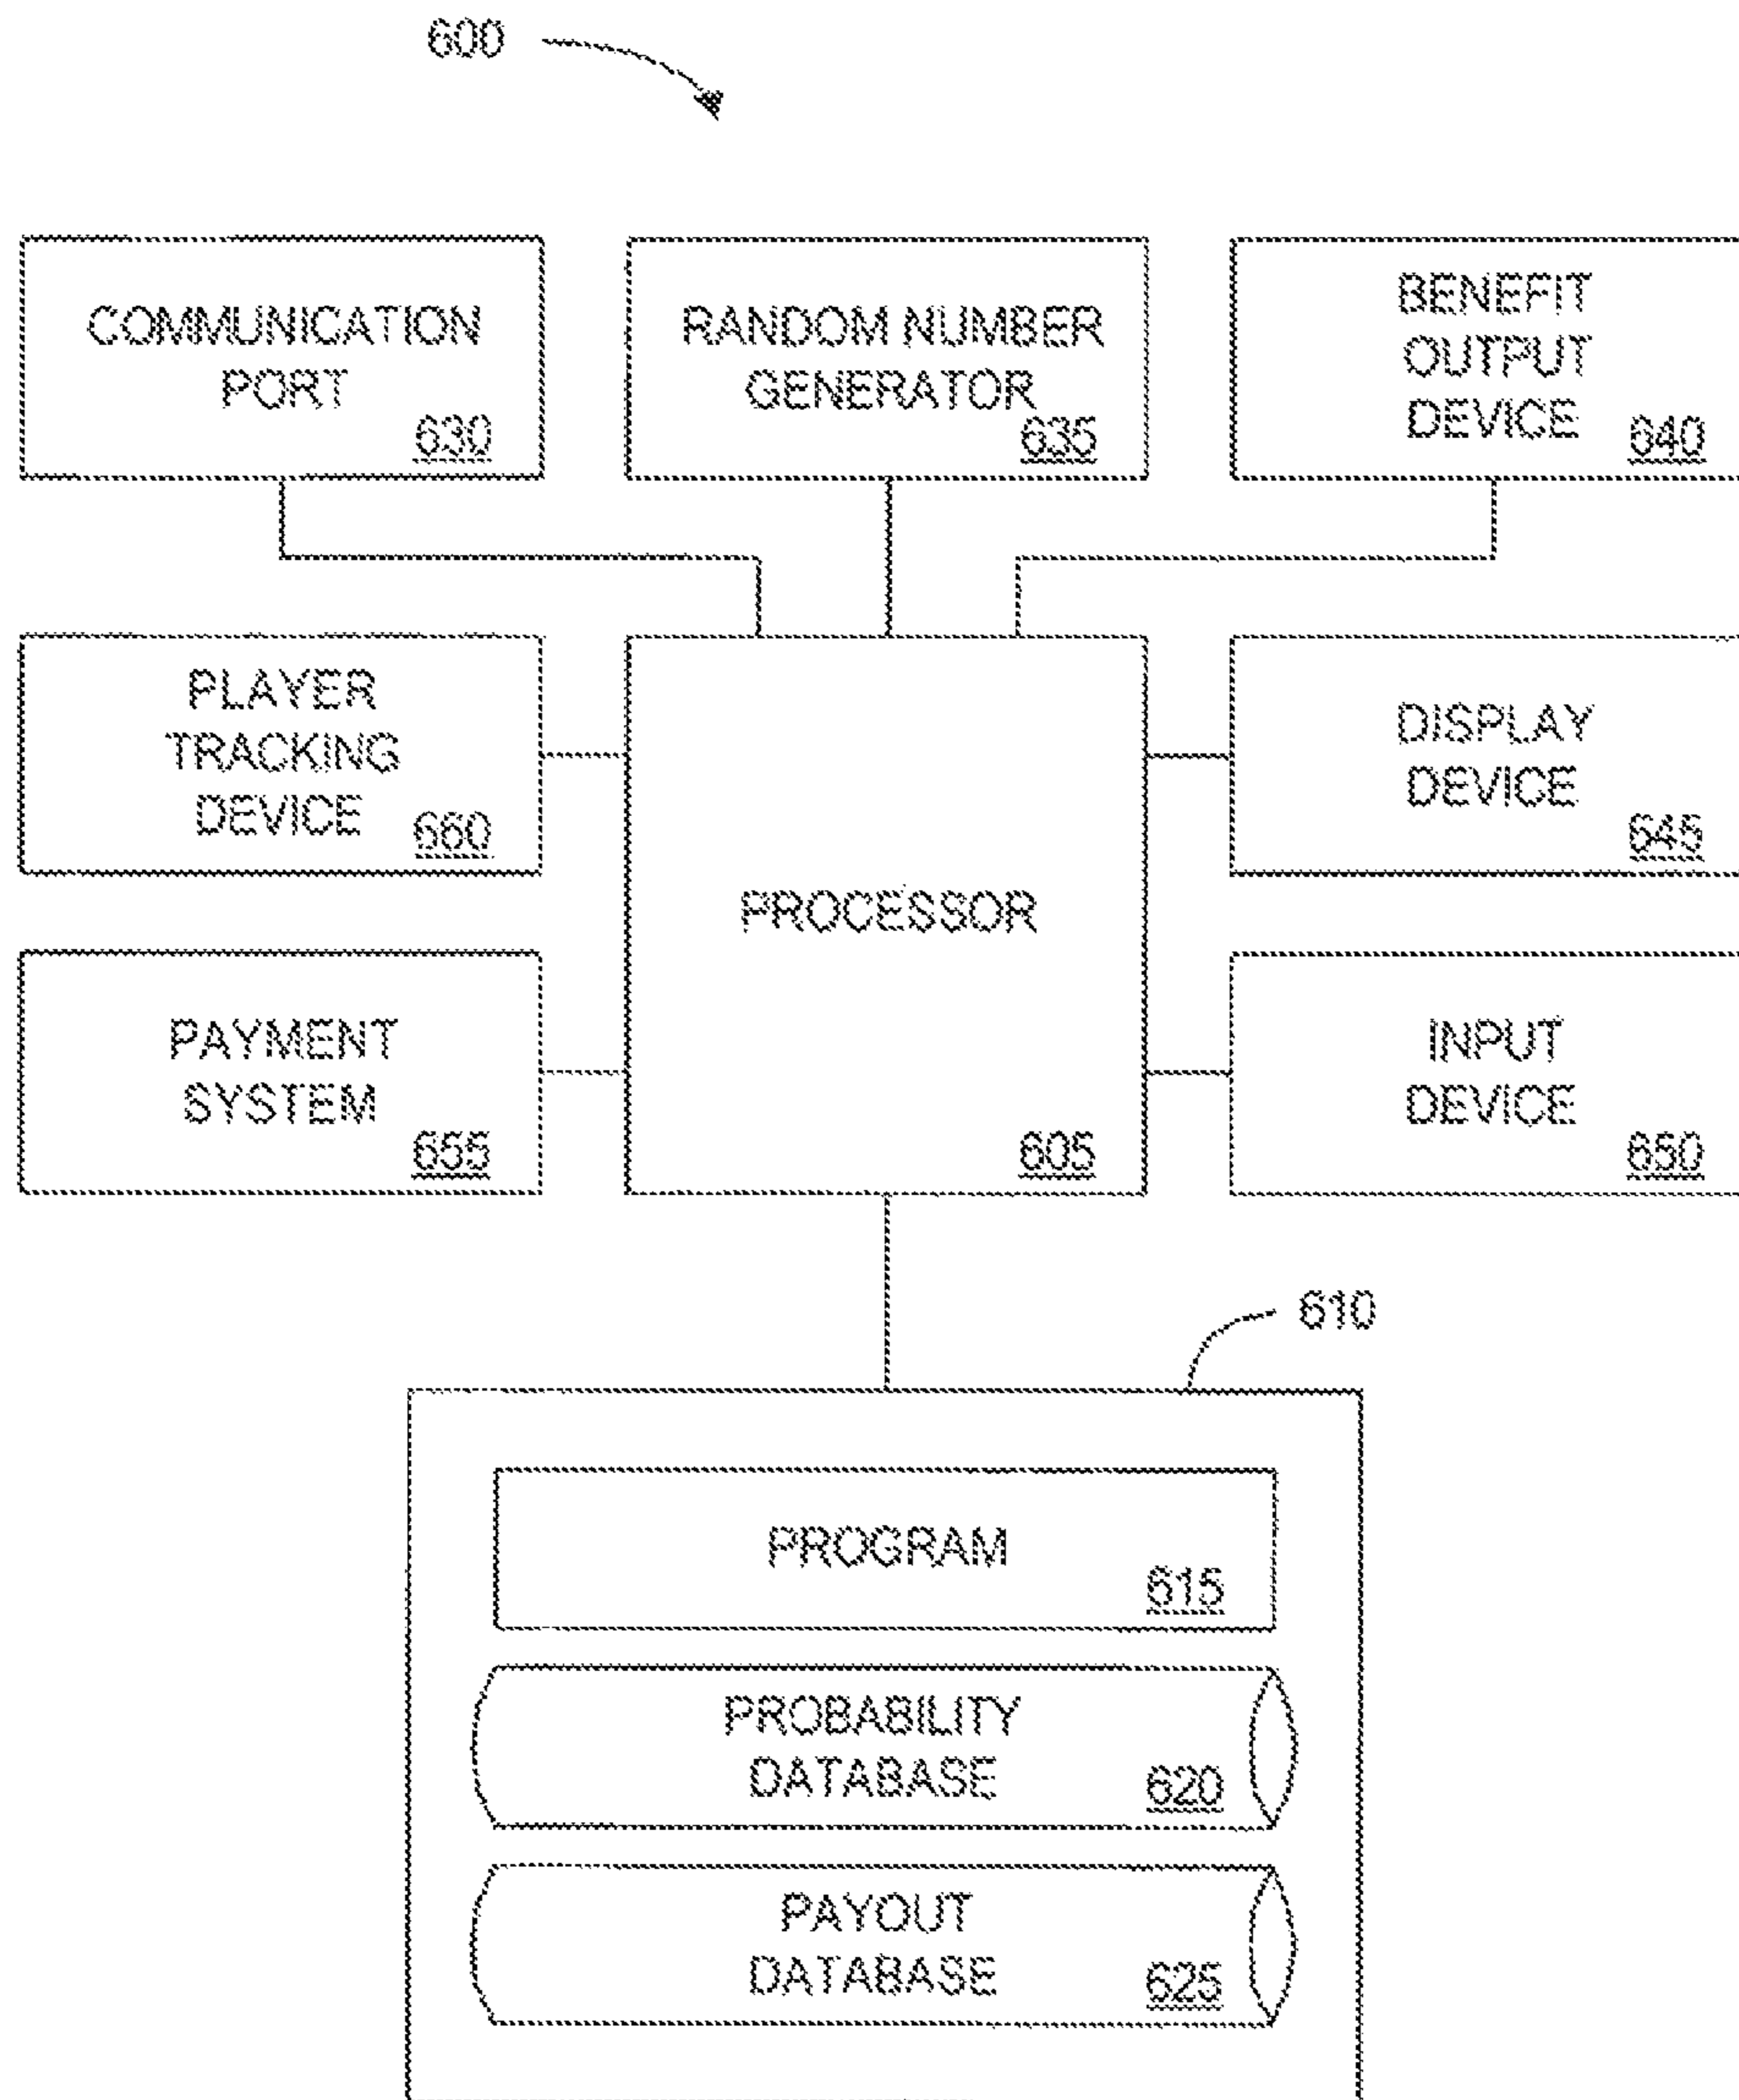 600
COMMUNICATION
PORT
630
RANDOM NUMBER
GENERATOR
635
BENEFIT
OUTPUT
DEVICE
640
PLAYER
TRACKING
DEVICE
660
PROCESSOR
605
DISPLAY
DEVICE
645
PAYMENT
SYSTEM
655
INPUT
DEVICE
650
610
PROGRAM
615
PROBABILITY
DATABASE
620
PAYOUT
DATABASE
625